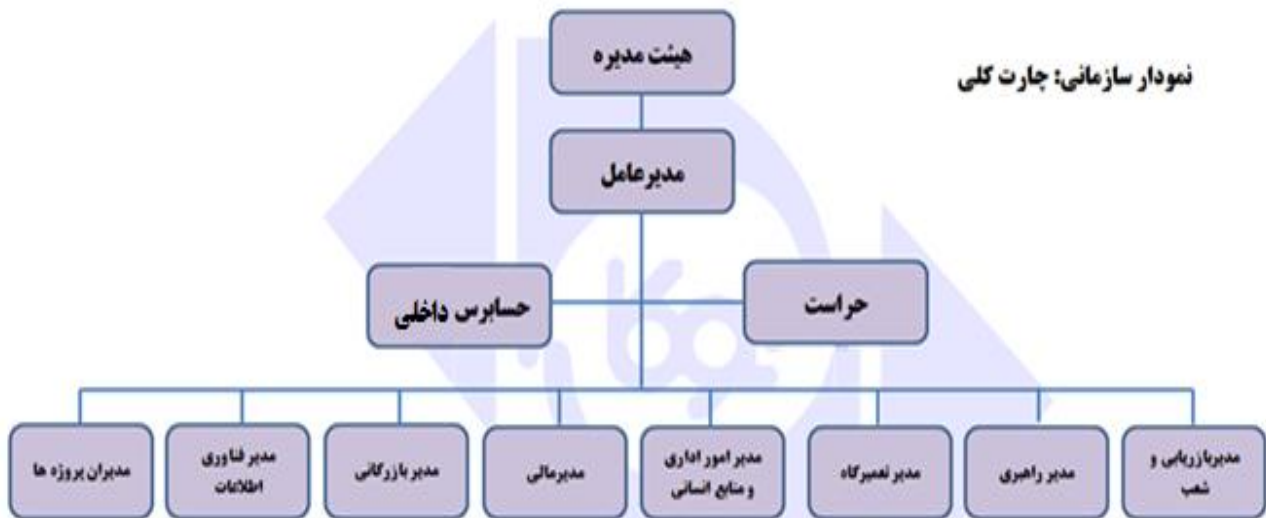 نمودار سازمانی: چارت کلی
هیئت مدیره
مدیرعامل
حراست
حسابرس داخلی
مدیربازریابی و
شعب
مدیر راهبری
مدیر تعمیرگاه
مدیر امور اداری
و منابع انسانی
مدیرمالی
مدیر بازرگانی
مدیر فناوری
اطلاعات
مدیران پروژه ها